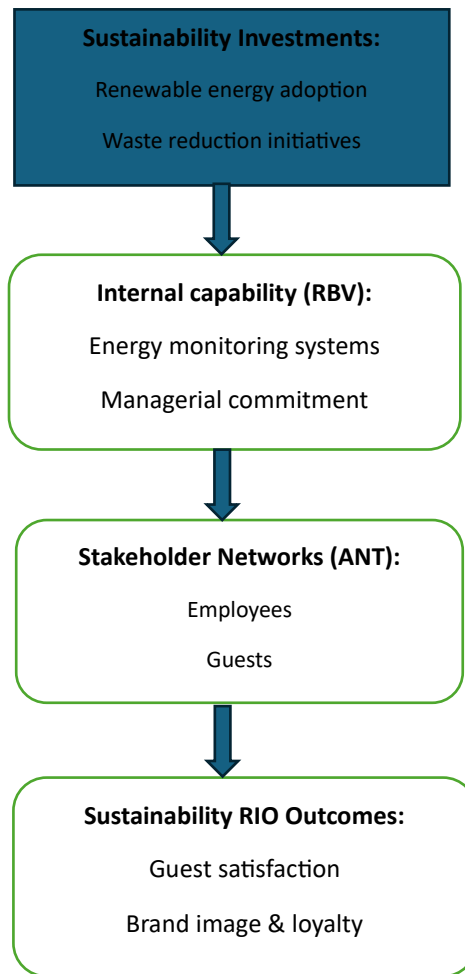 Sustainability Investments:
Renewable energy adoption
Waste reduction initiatives
Internal capability (RBV):
Energy monitoring systems
Managerial commitment
Stakeholder Networks (ANT):
Employees
Guests
Sustainability RIO Outcomes:
Guest satisfaction
Brand image & loyalty